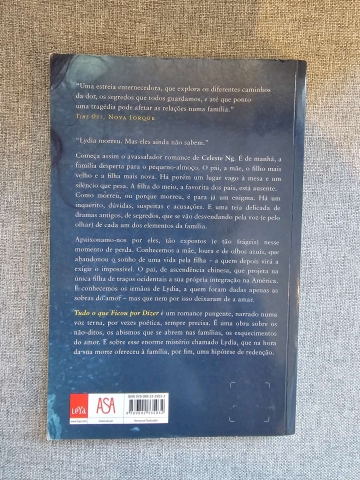 "Uma estreia enternecedora, que explora os diferentes caminhos
da dor, os segredos que todos guardamos, e até que ponto
uma tragédia pode afetar as relações numa família."
TIME OUT, NOVA IORQUE
"Lydia morreu. Mas eles ainda não sabem."
Começa assim o avassalador romance de Celeste Ng. É de manhã, a
família desperta para o pequeno-almoço. O pai, a mãe, o filho mais
velho e a filha mais nova. Há porém um lugar vago à mesa e um
silêncio que pesa. A filha do meio, a favorita dos pais, está ausente.
Como morreu, ou porque morreu, é para já um enigma. Há um
inquérito, dúvidas, suspeitas e acusações. E uma teia delicada de
dramas antigos, de segredos, que se vão desvendando pela voz (e pelo
olhar) de cada um dos elementos da família.
Apaixonamo-nos por eles, tão expostos (e tão frágeis) nesse
momento de perda. Conhecemos a mãe, loura e de olhos azuis, que
abandonou o sonho de uma vida pela filha – a quem depois virá a
exigir o impossível. O pai, de ascendência chinesa, que projeta na
única filha de traços ocidentais a sua própria integração na América.
E conhecemos os irmãos de Lydia, a quem foram dadas apenas as
sobras do amor – mas que nem por isso deixaram de a amar.
Tudo o que Ficou por Dizer é um romance pungente, narrado numa
voz terna, por vezes poética, sempre precisa. É uma obra sobre os
não-ditos, os abismos que se abrem nas famílias, os esquecimentos
do amor. E sobre esse enorme mistério chamado Lydia, que na hora
da sua morte ofereceu à família, por fim, uma hipótese de redenção.
LeYa
ASA